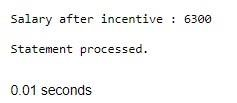 Salary after incentive : 6300
Statement processed.
0.01 seconds